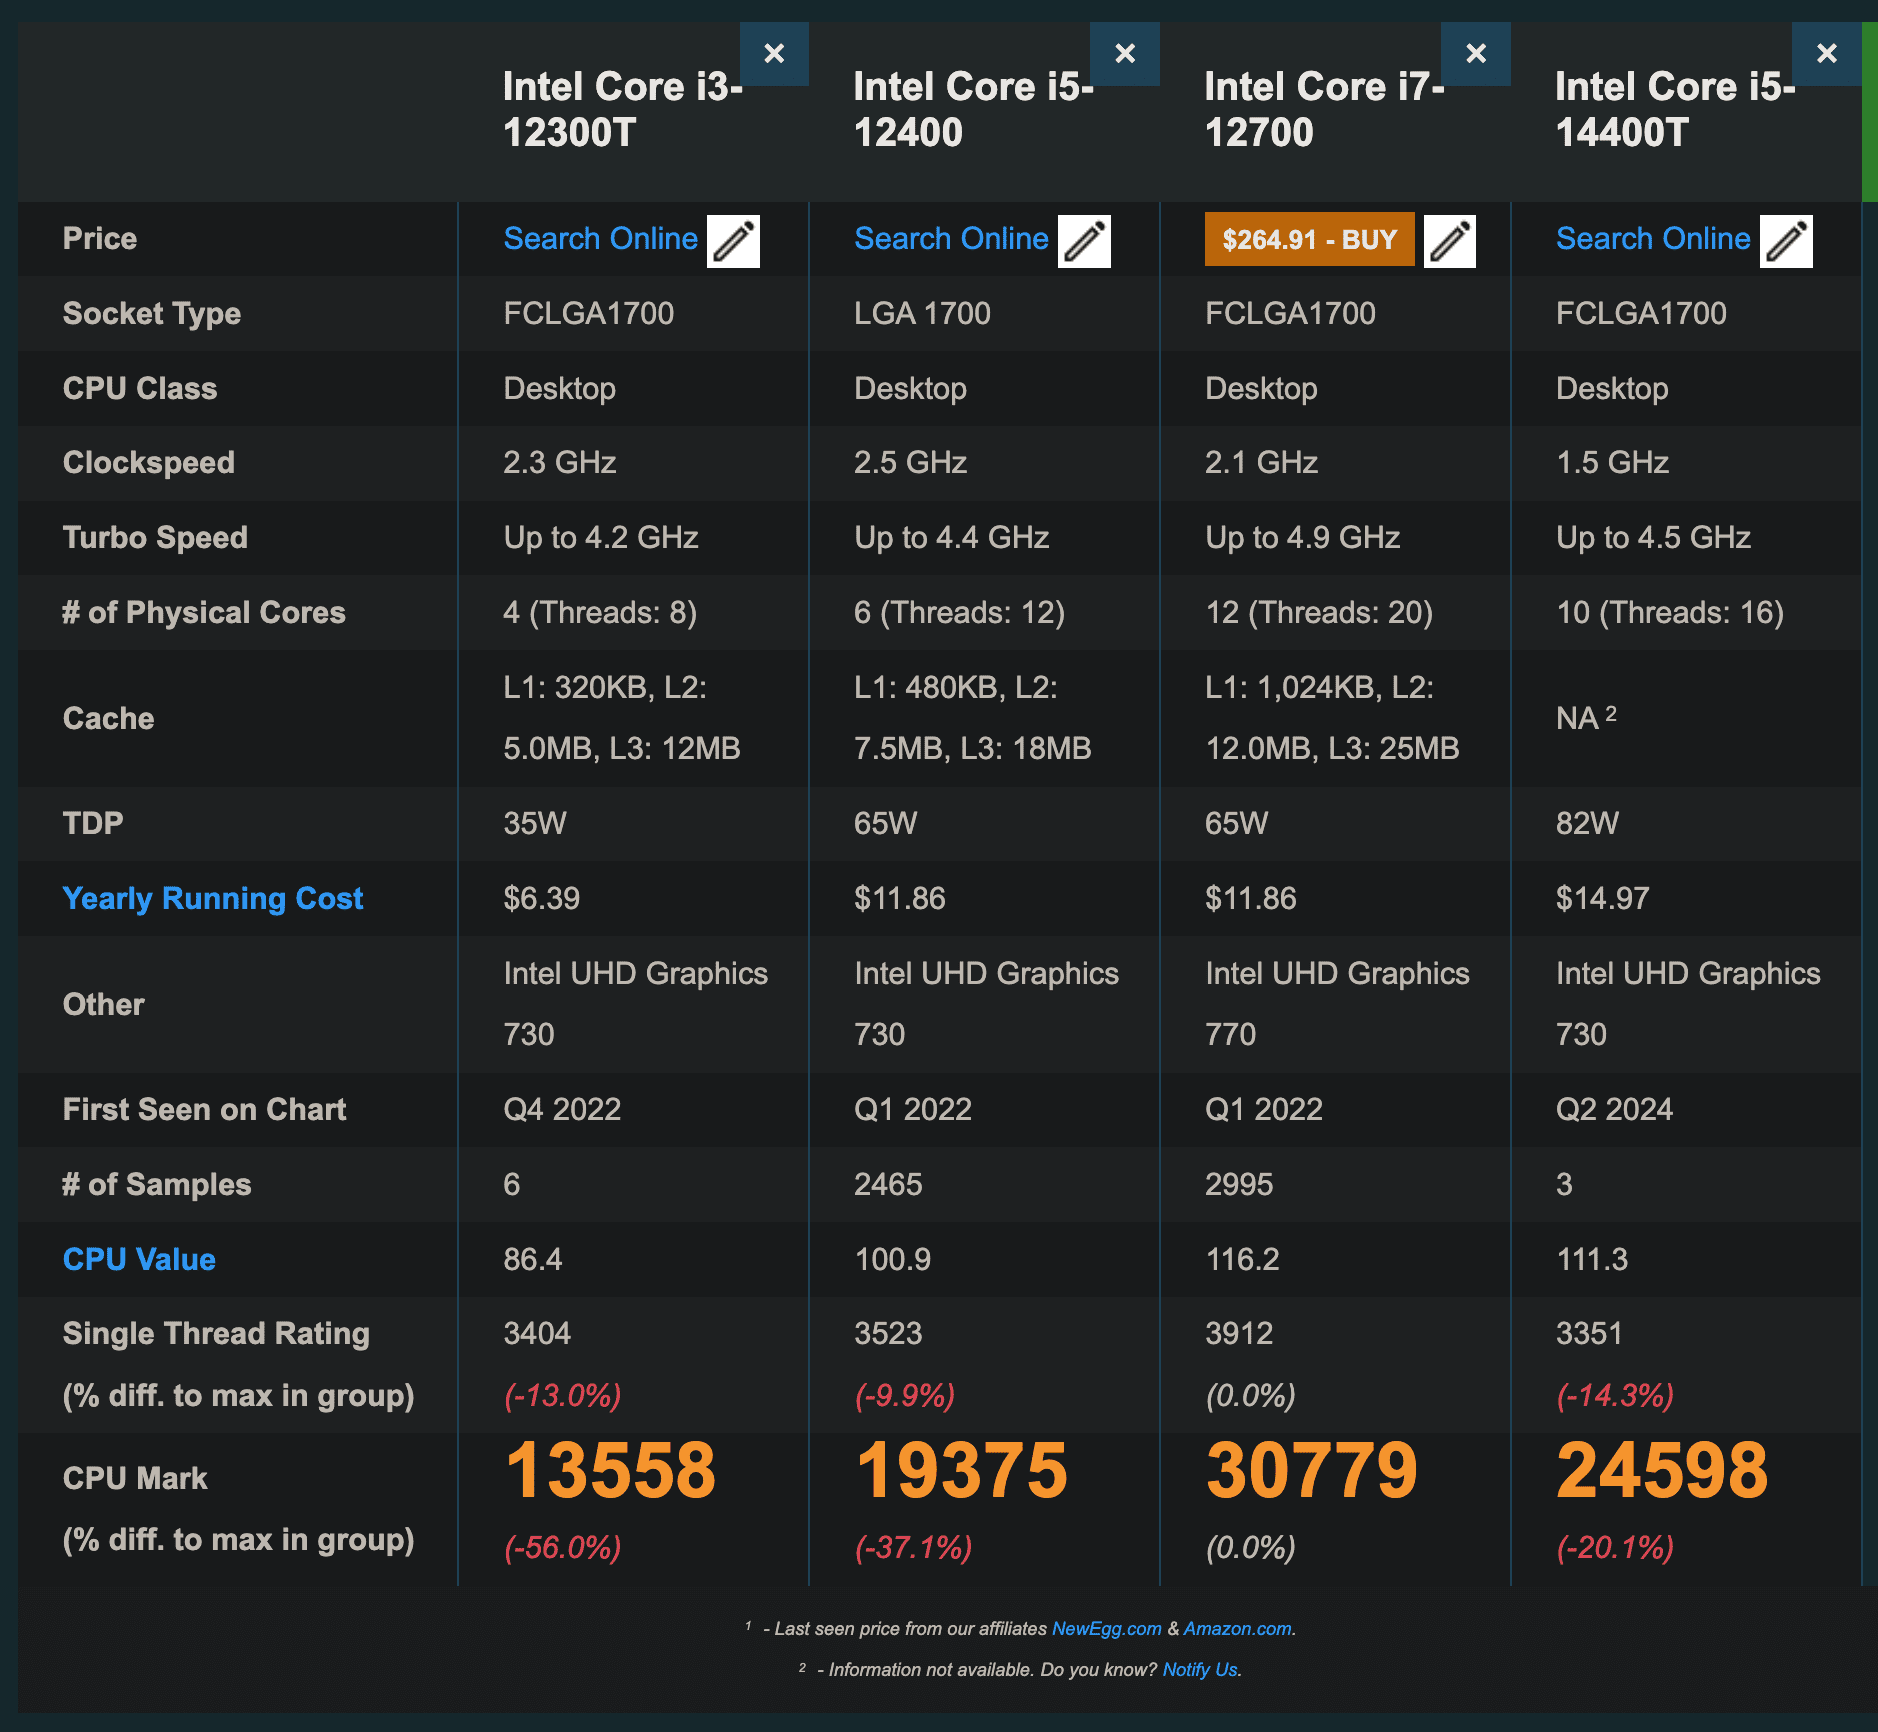 Intel Core i3-
12300T
Intel Core i5-
12400
Intel Core i7-
12700
Intel Core i5-
14400T
Price
Search Online
Search Online
$264.91 - BUY
Search Online
Socket Type
FCLGA1700
LGA 1700
FCLGA1700
FCLGA1700
CPU Class
Desktop
Desktop
Desktop
Desktop
Clockspeed
2.3 GHz
2.5 GHz
2.1 GHz
1.5 GHz
Turbo Speed
Up to 4.2 GHz
Up to 4.4 GHz
Up to 4.9 GHz
Up to 4.5 GHz
# of Physical Cores
4 (Threads: 8)
6 (Threads: 12)
12 (Threads: 20)
10 (Threads: 16)
Cache
L1: 320KB, L2:
5.0MB, L3: 12MB
L1: 480KB, L2:
7.5MB, L3: 18MB
L1: 1,024KB, L2:
12.0MB, L3: 25MB
NA ²
TDP
35W
65W
65W
82W
Yearly Running Cost
$6.39
$11.86
$11.86
$14.97
Other
Intel UHD Graphics
730
Intel UHD Graphics
730
Intel UHD Graphics
770
Intel UHD Graphics
730
First Seen on Chart
Q4 2022
Q1 2022
Q1 2022
Q2 2024
# of Samples
6
2465
2995
3
CPU Value
86.4
100.9
116.2
111.3
Single Thread Rating
(% diff. to max in group)
3404
(-13.0%)
3523
(-9.9%)
3912
(0.0%)
3351
(-14.3%)
CPU Mark
(% diff. to max in group)
13558
(-56.0%)
19375
(-37.1%)
30779
(0.0%)
24598
(-20.1%)
¹ - Last seen price from our affiliates NewEgg.com & Amazon.com.
² - Information not available. Do you know? Notify Us.